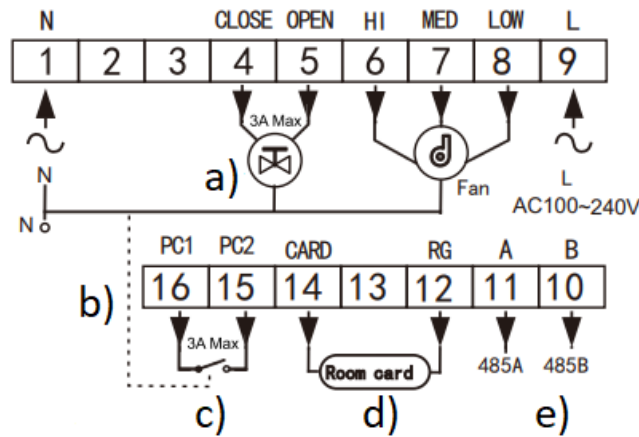 N CLOSE OPEN HI MED LOW L
1 2 3 4 5 6 7 8 9
3A Max
a)
N
Fan
L
N
AC100~240V
PC1 PC2 CARD RG A B
16 15 14 13 12 11 10
b)
3A Max
Room card
485A 485B
c) d) e)